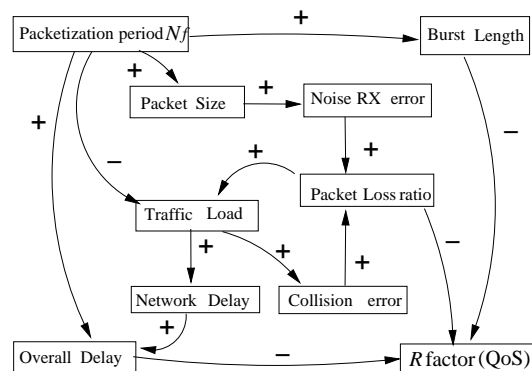 Packetization period Nf
+
Burst Length
+
Packet Size
+
Noise RX error
+
−
−
+
+
Packet Loss ratio
Traffic Load
−
+
+
+
Network Delay
Collision error
+
Overall Delay
−
R factor (QoS)